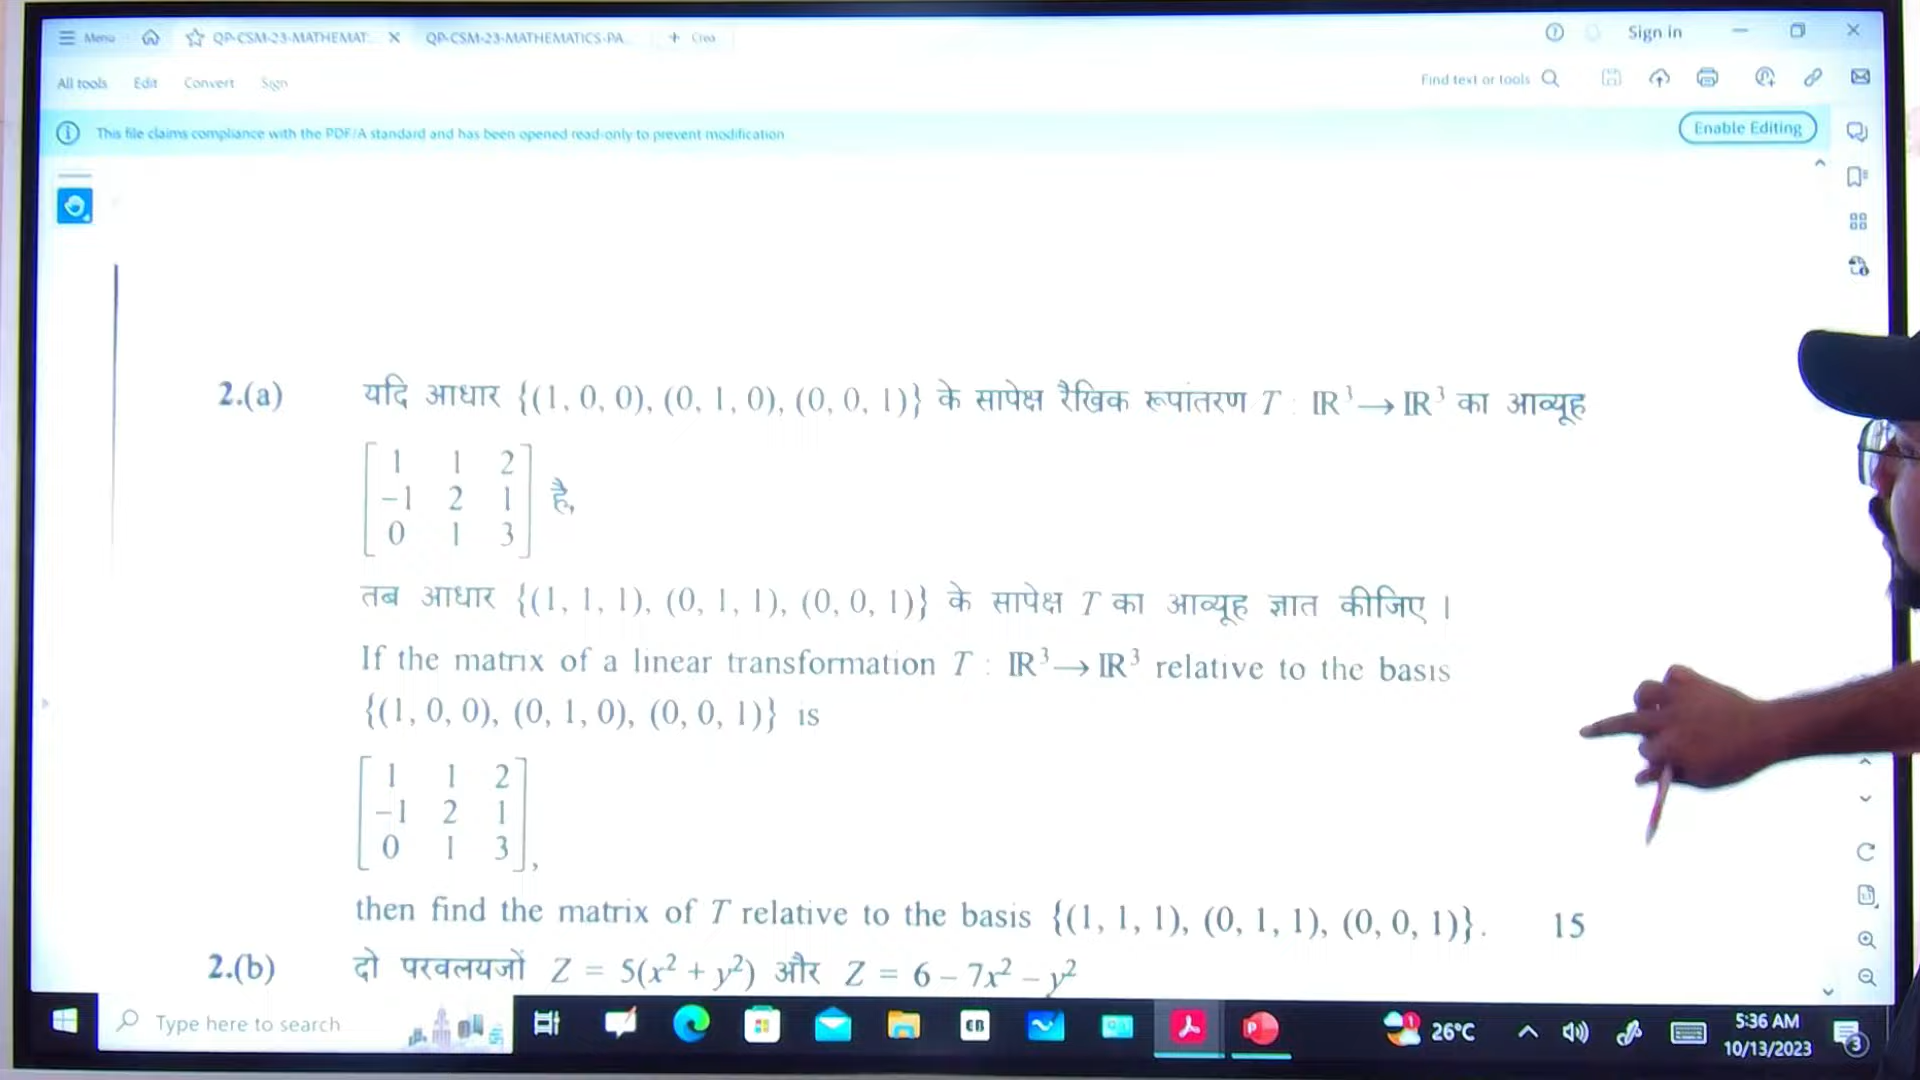 Menu QP-CSM-23-MATHEMAT... QP-CSM-23-MATHEMATICS-PA... + Crea Sign in
All tools Edit Convert Sign Find text or tools
This file claims compliance with the PDF/A standard and has been opened read-only to prevent modification Enable Editing
2.(a) यदि आधार {(1, 0, 0), (0, 1, 0), (0, 0, 1)} के सापेक्ष रैखिक रूपांतरण T : ℝ³ → ℝ³ का आव्यूह
1 1 2
−1 2 1 है,
0 1 3
तब आधार {(1, 1, 1), (0, 1, 1), (0, 0, 1)} के सापेक्ष T का आव्यूह ज्ञात कीजिए ।
If the matrix of a linear transformation T : ℝ³ → ℝ³ relative to the basis
{(1, 0, 0), (0, 1, 0), (0, 0, 1)} is
1 1 2
−1 2 1
0 1 3 ,
then find the matrix of T relative to the basis {(1, 1, 1), (0, 1, 1), (0, 0, 1)}. 15
2.(b) दो परवलयजों Z = 5(x² + y²) और Z = 6 − 7x² − y²
Type here to search 26°C 5:36 AM
10/13/2023 3